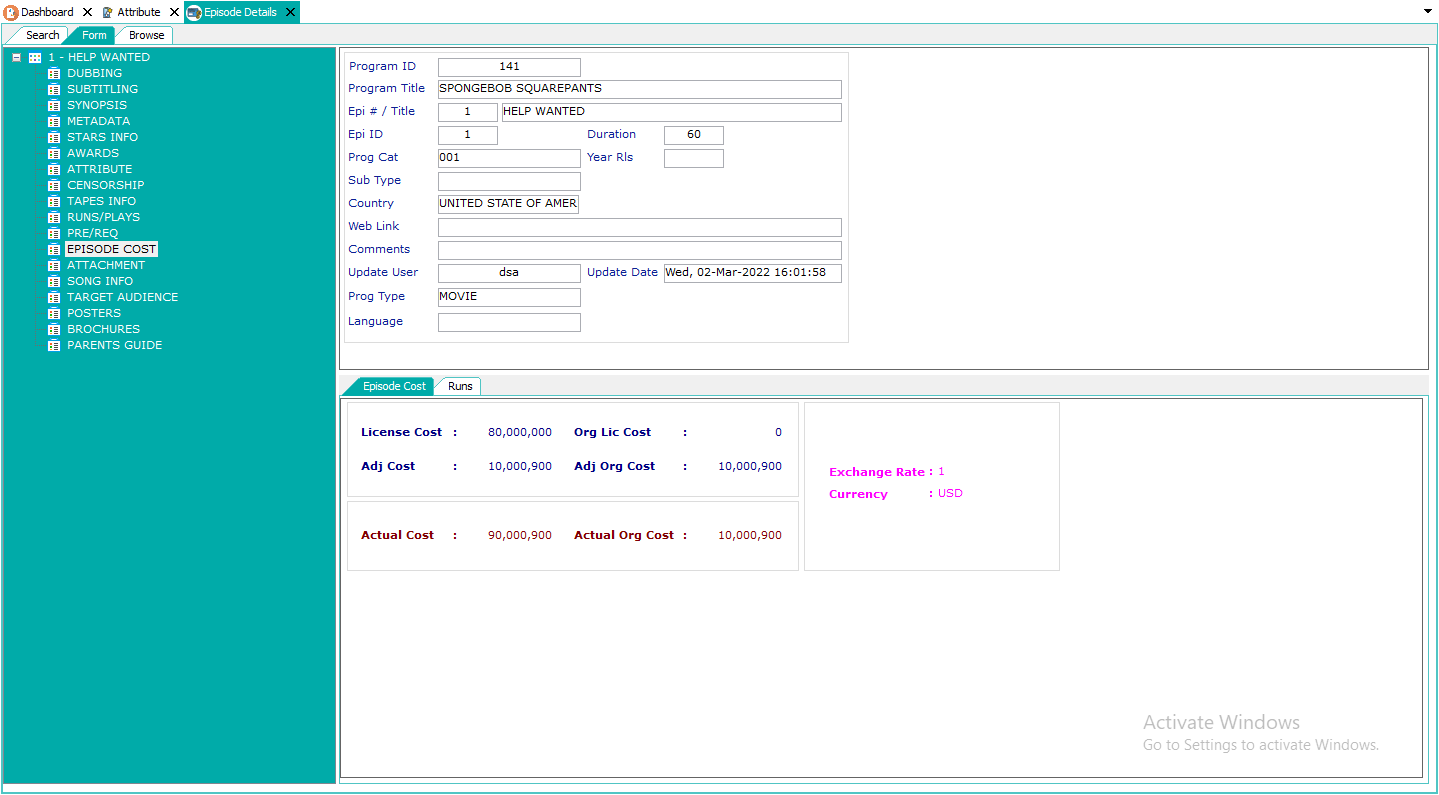 Dashboard Attribute Episode Details
Search Form Browse
1 - HELP WANTED
DUBBING
SUBTITLING
SYNOPSIS
METADATA
STARS INFO
AWARDS
ATTRIBUTE
CENSORSHIP
TAPES INFO
RUNS/PLAYS
PRE/REQ
EPISODE COST
ATTACHMENT
SONG INFO
TARGET AUDIENCE
POSTERS
BROCHURES
PARENTS GUIDE
Program ID 141
Program Title SPONGEBOB SQUAREPANTS
Epi # / Title 1 HELP WANTED
Epi ID 1 Duration 60
Prog Cat 001 Year Rls
Sub Type
Country UNITED STATE OF AMER
Web Link
Comments
Update User dsa Update Date Wed, 02-Mar-2022 16:01:58
Prog Type MOVIE
Language
Episode Cost Runs
License Cost : 80,000,000 Org Lic Cost : 0
Adj Cost : 10,000,900 Adj Org Cost : 10,000,900
Actual Cost : 90,000,900 Actual Org Cost : 10,000,900
Exchange Rate : 1
Currency : USD
Activate Windows
Go to Settings to activate Windows.